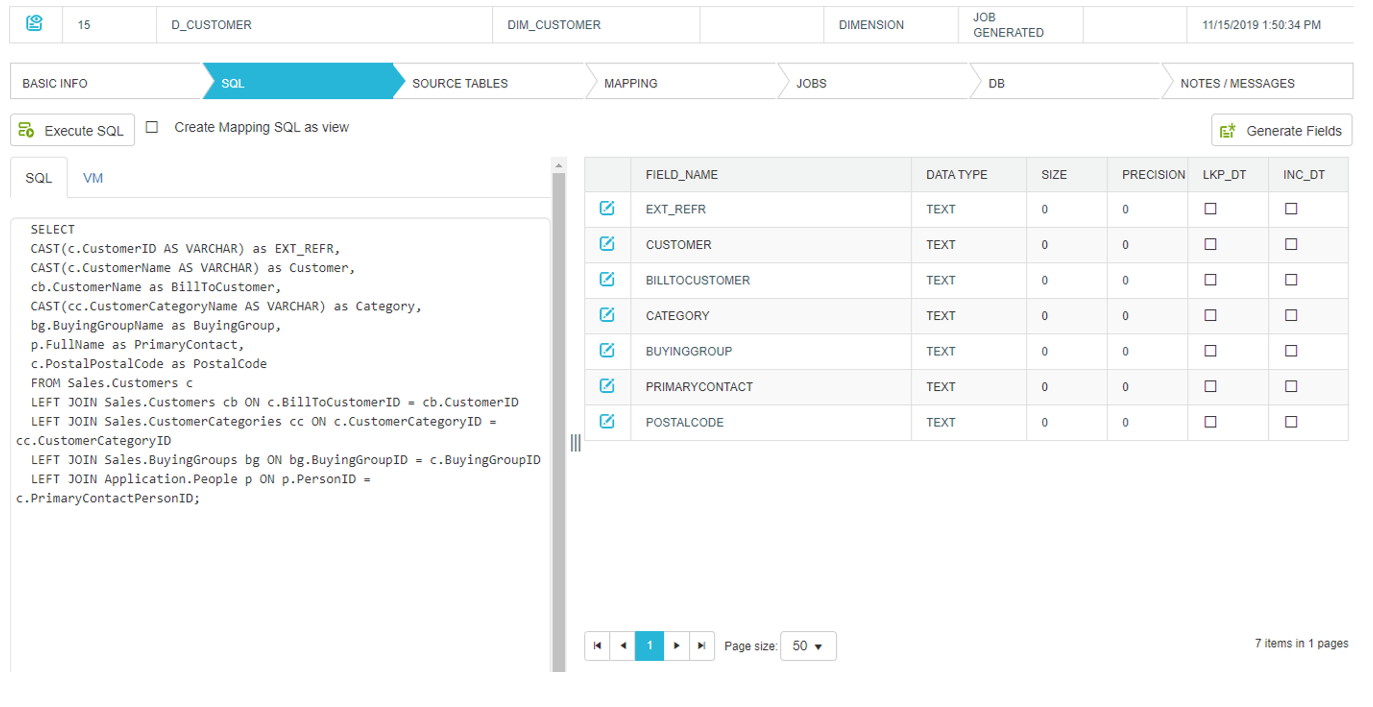 15 D_CUSTOMER DIM_CUSTOMER DIMENSION JOB GENERATED 11/15/2019 1:50:34 PM
BASIC INFO SQL SOURCE TABLES MAPPING JOBS DB NOTES / MESSAGES
Execute SQL Create Mapping SQL as view Generate Fields
SQL VM
SELECT
CAST(c.CustomerID AS VARCHAR) as EXT_REFR,
CAST(c.CustomerName AS VARCHAR) as Customer,
cb.CustomerName as BillToCustomer,
CAST(cc.CustomerCategoryName AS VARCHAR) as Category,
bg.BuyingGroupName as BuyingGroup,
p.FullName as PrimaryContact,
c.PostalPostalCode as PostalCode
FROM Sales.Customers c
LEFT JOIN Sales.Customers cb ON c.BillToCustomerID = cb.CustomerID
LEFT JOIN Sales.CustomerCategories cc ON c.CustomerCategoryID =
cc.CustomerCategoryID
LEFT JOIN Sales.BuyingGroups bg ON bg.BuyingGroupID = c.BuyingGroupID
LEFT JOIN Application.People p ON p.PersonID =
c.PrimaryContactPersonID;
FIELD_NAME DATA TYPE SIZE PRECISION LKP_DT INC_DT
EXT_REFR TEXT 0 0
CUSTOMER TEXT 0 0
BILLTOCUSTOMER TEXT 0 0
CATEGORY TEXT 0 0
BUYINGGROUP TEXT 0 0
PRIMARYCONTACT TEXT 0 0
POSTALCODE TEXT 0 0
1 Page size: 50 7 items in 1 pages